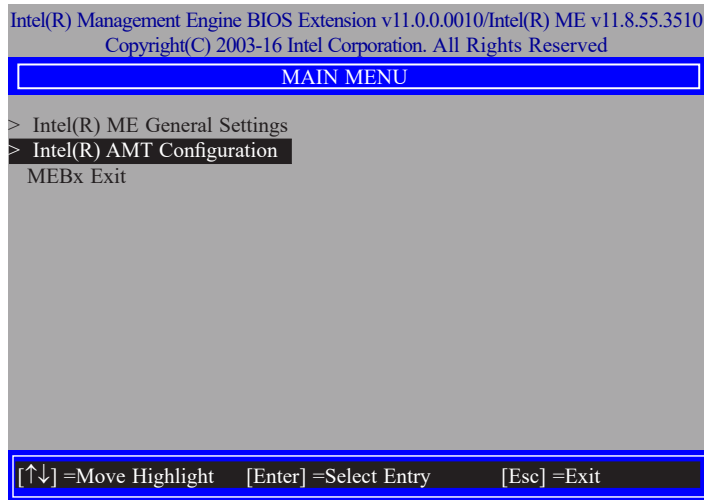 Intel(R) Management Engine BIOS Extension v11.0.0.0010/Intel(R) ME v11.8.55.3510
Copyright(C) 2003-16 Intel Corporation. All Rights Reserved
MAIN MENU
> Intel(R) ME General Settings
> Intel(R) AMT Configuration
MEBx Exit
[↑↓] =Move Highlight [Enter] =Select Entry [Esc] =Exit